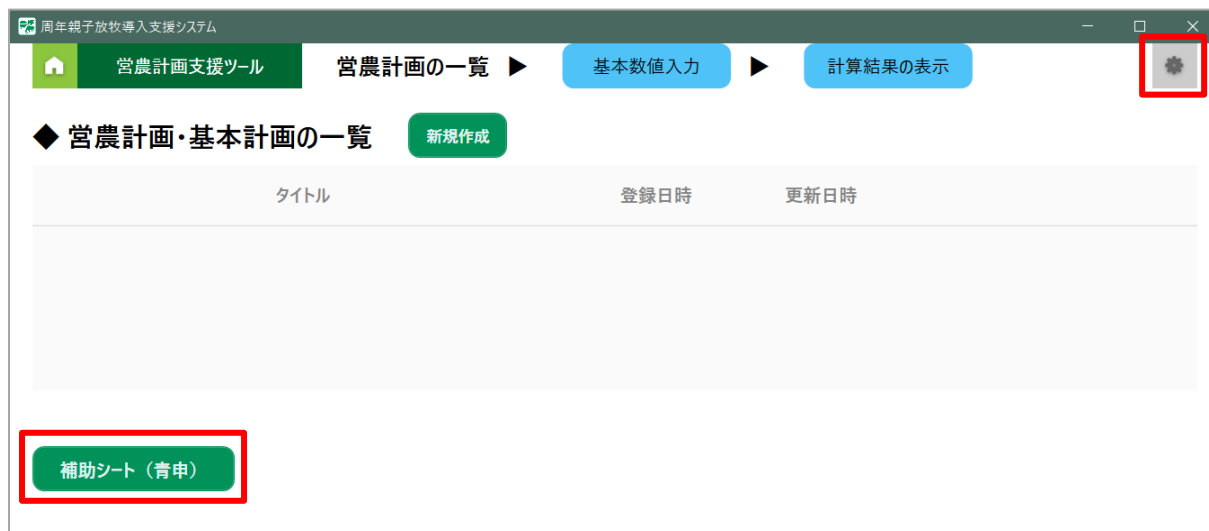 周年親子放牧導入支援システム
営農計画支援ツール 営農計画の一覧 ▶ 基本数値入力 ▶ 計算結果の表示
◆ 営農計画・基本計画の一覧 新規作成
タイトル 登録日時 更新日時
補助シート（青申）